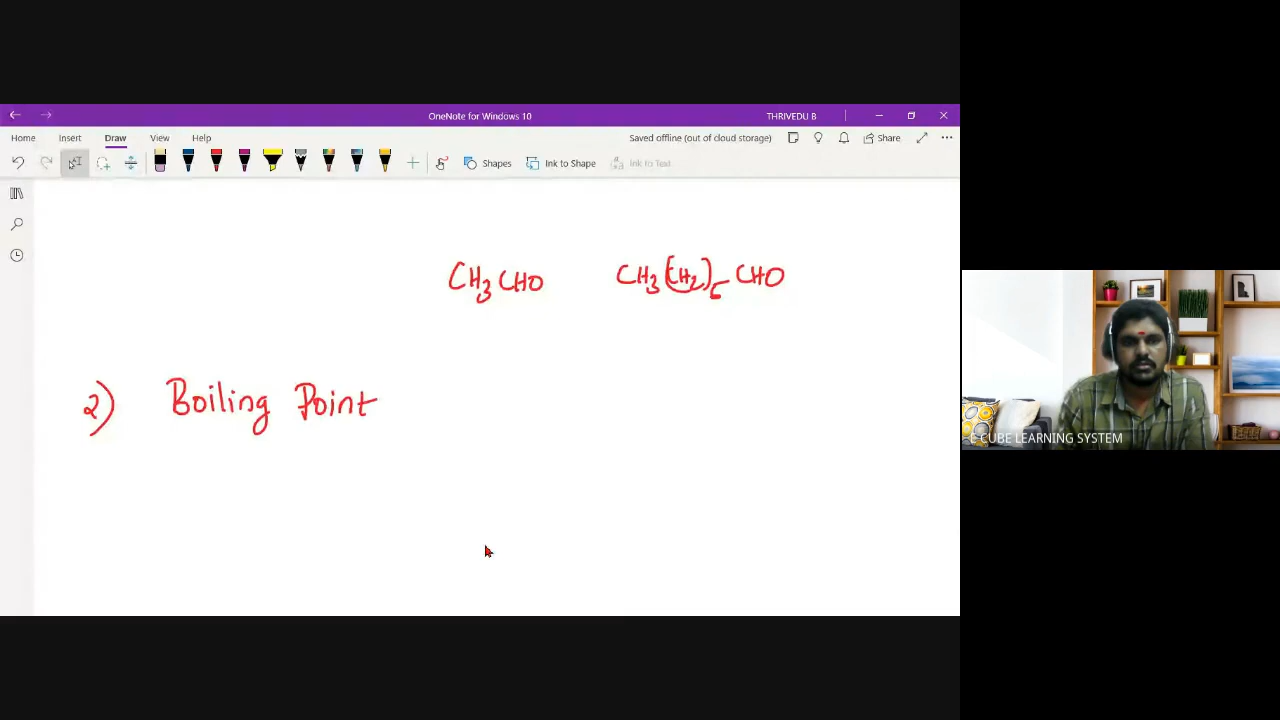 OneNote for Windows 10
THRIVEDU B
Home Insert Draw View Help
Saved offline (out of cloud storage)
Share
Shapes
Ink to Shape
Ink to Text
CH3 CHO
CH3(CH2)5 CHO
2) Boiling Point
E CUBE LEARNING SYSTEM